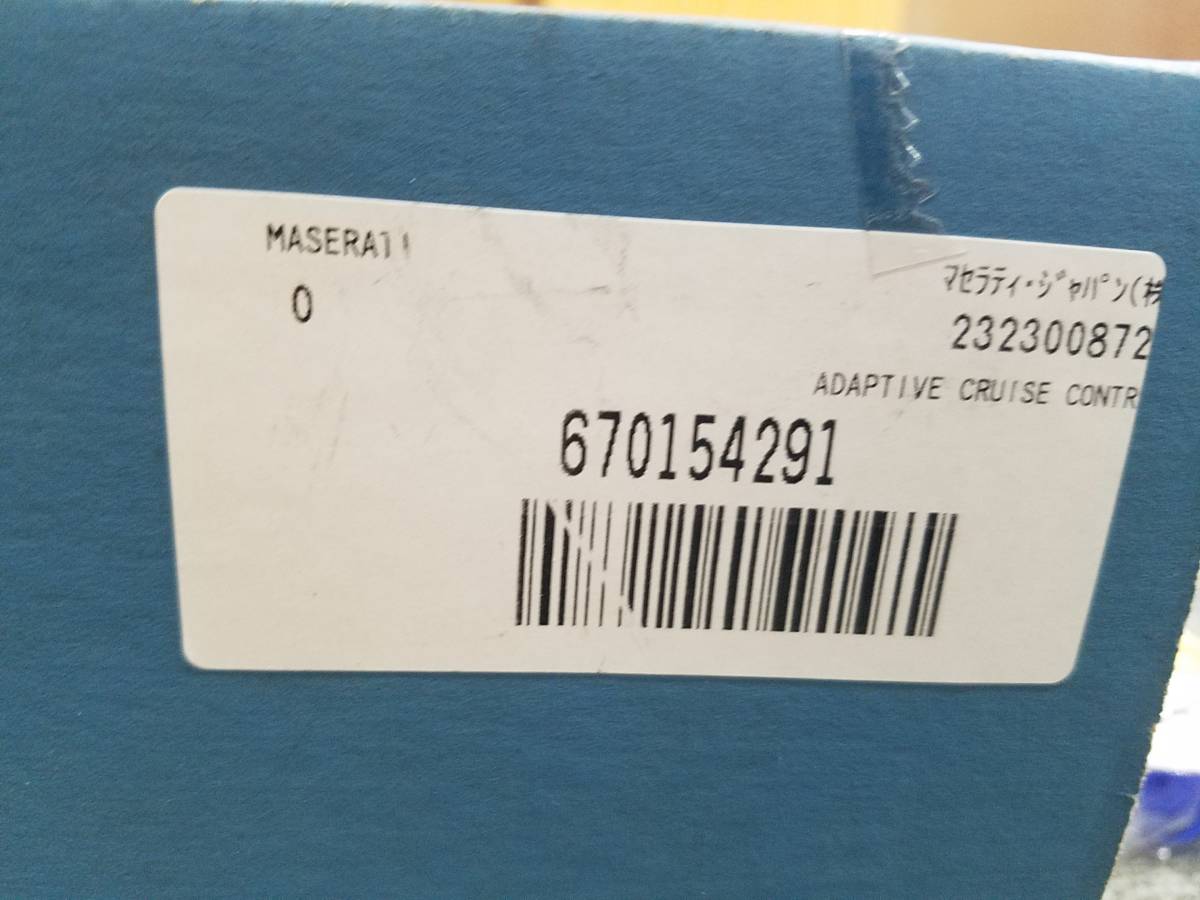 MASERATI
0
ﾏｾﾗﾃｨ・ｼﾞｬﾊﾟﾝ(株
232300872
ADAPTIVE CRUISE CONTR
670154291